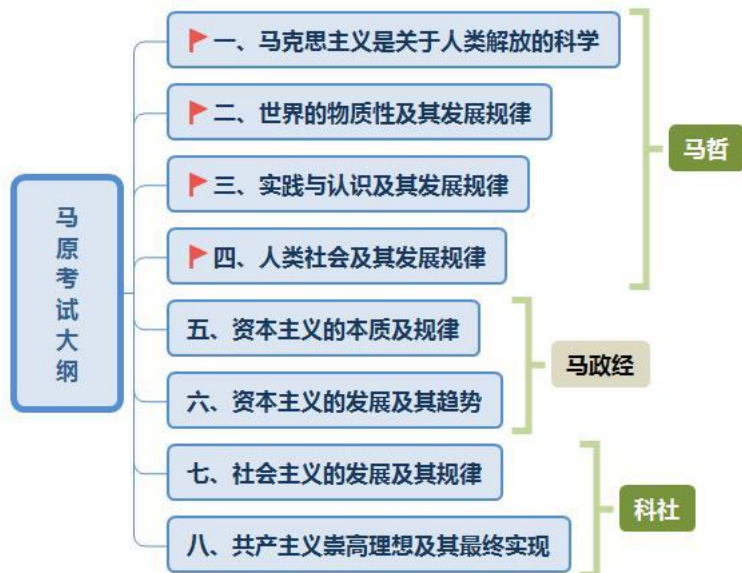 马原考试大纲
一、马克思主义是关于人类解放的科学
二、世界的物质性及其发展规律
三、实践与认识及其发展规律
四、人类社会及其发展规律
马哲
五、资本主义的本质及规律
六、资本主义的发展及其趋势
马政经
七、社会主义的发展及其规律
八、共产主义崇高理想及其最终实现
科社